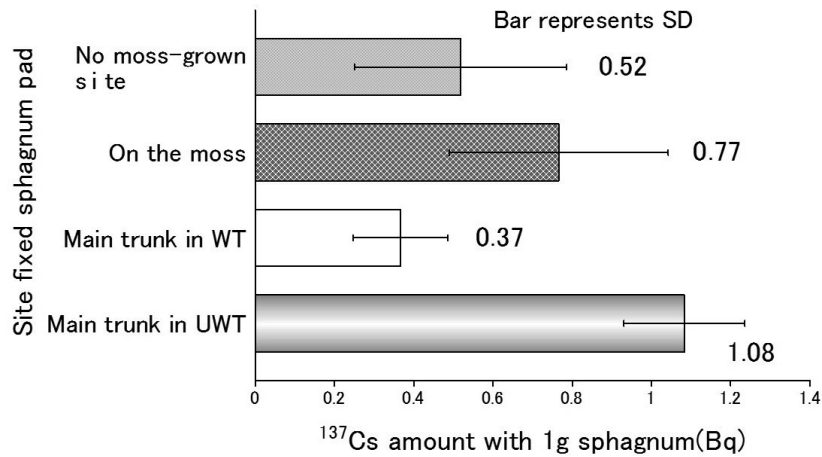 Bar represents SD
Site fixed sphagnum pad
No moss-grown
site
0.52
On the moss
0.77
Main trunk in WT
0.37
Main trunk in UWT
1.08
0 0.2 0.4 0.6 0.8 1 1.2 1.4
¹³⁷Cs amount with 1g sphagnum(Bq)